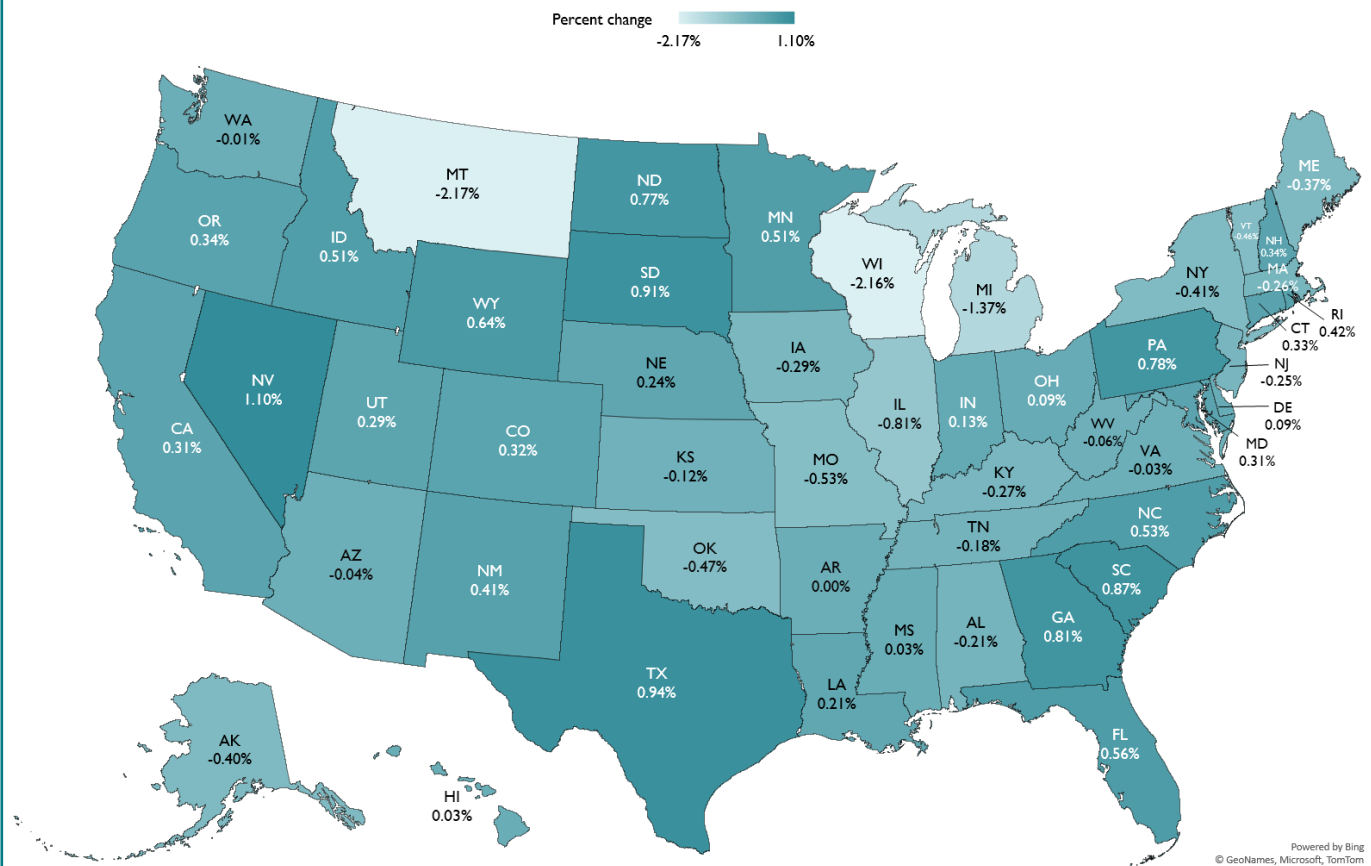 Percent change
-2.17%
1.10%
WA
-0.01%
MT
-2.17%
ND
0.77%
MN
0.51%
ME
-0.37%
OR
0.34%
ID
0.51%
SD
0.91%
WI
-2.16%
MI
-1.37%
VT
-0.46%
NH
0.34%
MA
-0.26%
NY
-0.41%
WY
0.64%
RI
0.42%
CT
0.33%
IA
-0.29%
PA
0.78%
NJ
-0.25%
NE
0.24%
NV
1.10%
UT
0.29%
OH
0.09%
IN
0.13%
IL
-0.81%
DE
0.09%
CA
0.31%
CO
0.32%
WV
-0.06%
MD
0.31%
KS
-0.12%
MO
-0.53%
VA
-0.03%
KY
-0.27%
NC
0.53%
TN
-0.18%
AZ
-0.04%
NM
0.41%
OK
-0.47%
AR
0.00%
SC
0.87%
MS
0.03%
AL
-0.21%
GA
0.81%
TX
0.94%
LA
0.21%
FL
0.56%
AK
-0.40%
HI
0.03%
Powered by Bing
© GeoNames, Microsoft, TomTom